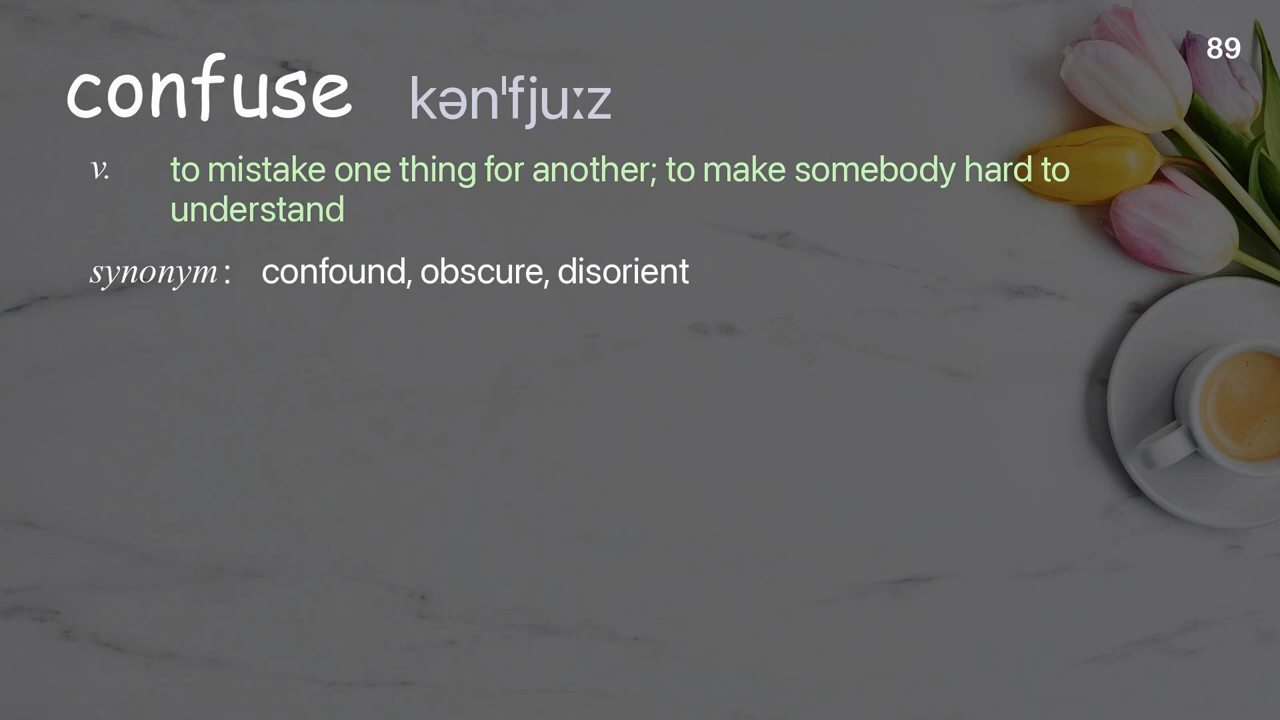 89
confuse kənˈfjuːz
v. to mistake one thing for another; to make somebody hard to
understand
synonym: confound, obscure, disorient